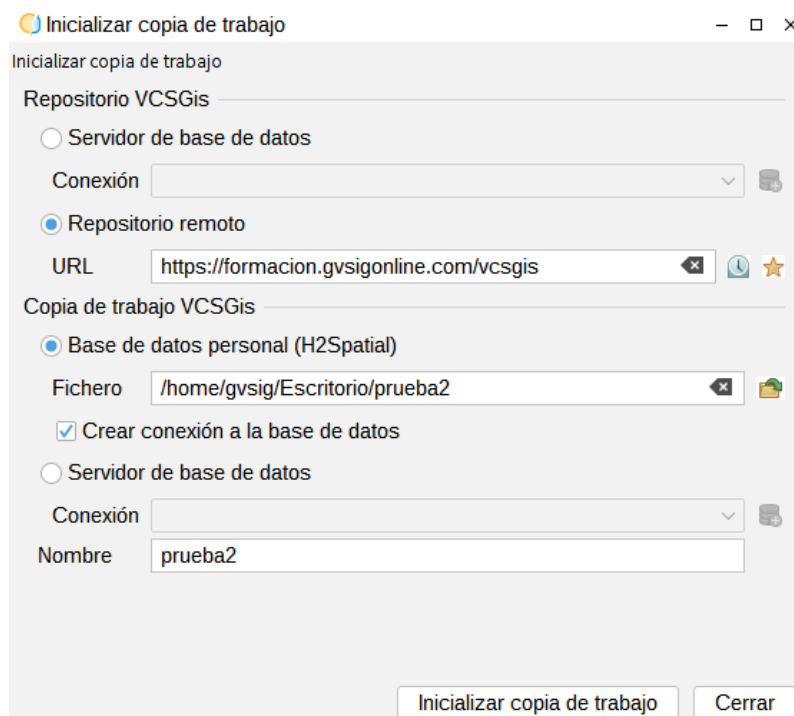 Inicializar copia de trabajo
Inicializar copia de trabajo
Repositorio VCSGis
Servidor de base de datos
Conexión
Repositorio remoto
URL https://formacion.gvsigonline.com/vcsgis
Copia de trabajo VCSGis
Base de datos personal (H2Spatial)
Fichero /home/gvsig/Escritorio/prueba2
Crear conexión a la base de datos
Servidor de base de datos
Conexión
Nombre prueba2
Inicializar copia de trabajo Cerrar